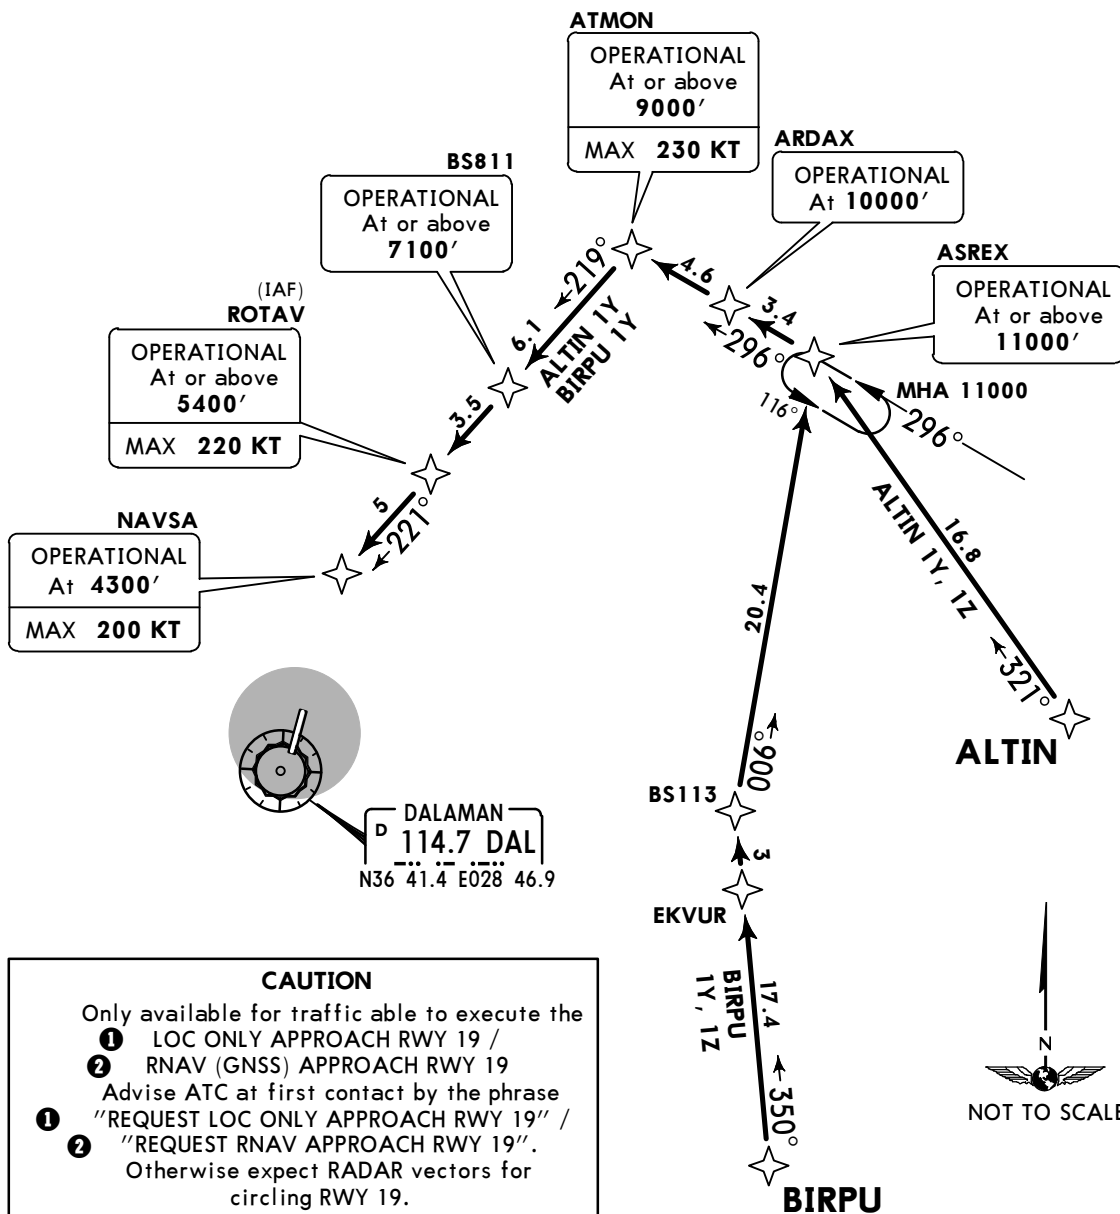 ATMON
OPERATIONAL
At or above
9000′
MAX 230 KT
ARDAX
OPERATIONAL
At 10000′
BS811
OPERATIONAL
At or above
7100′
ASREX
OPERATIONAL
At or above
11000′
(IAF)
ROTAV
OPERATIONAL
At or above
5400′
MAX 220 KT
NAVSA
OPERATIONAL
At 4300′
MAX 200 KT
219°
6.1
ALTIN 1Y
BIRPU 1Y
4.6
3.4
296°
116°
MHA 11000
296°
3.5
5
221°
ALTIN 1Y, 1Z
16.8
321°
ALTIN
20.4
006°
BS113
3
EKVUR
BIRPU
1Y, 1Z
17.4
350°
BIRPU
DALAMAN
D 114.7 DAL
N36 41.4 E028 46.9
CAUTION
Only available for traffic able to execute the
1 LOC ONLY APPROACH RWY 19 /
2 RNAV (GNSS) APPROACH RWY 19
Advise ATC at first contact by the phrase
1 "REQUEST LOC ONLY APPROACH RWY 19" /
2 "REQUEST RNAV APPROACH RWY 19".
Otherwise expect RADAR vectors for
circling RWY 19.
N
NOT TO SCALE